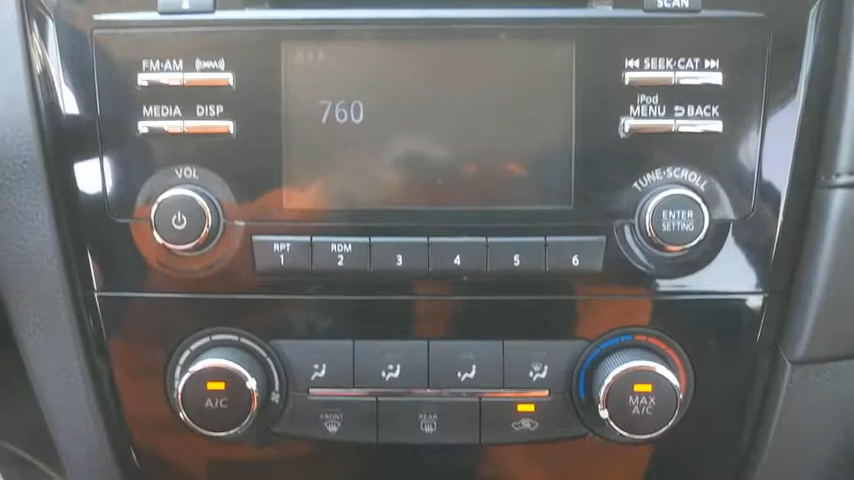 SCAN
FM·AM
SEEK·CAT
MEDIA DISP
iPod
MENU BACK
760
VOL
TUNE·SCROLL
ENTER
SETTING
RPT
1
RDM
2
3
4
5
6
A/C
MAX
A/C
FRONT
REAR